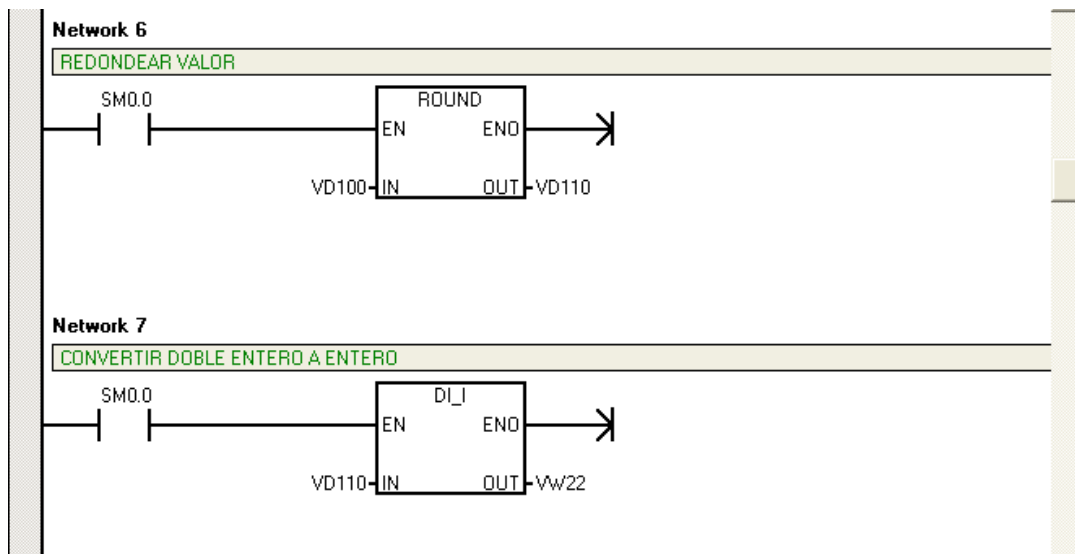 Network 6
REDONDEAR VALOR
SM0.0
ROUND
EN ENO
VD100 IN OUT VD110
Network 7
CONVERTIR DOBLE ENTERO A ENTERO
SM0.0
DI_I
EN ENO
VD110 IN OUT VW22